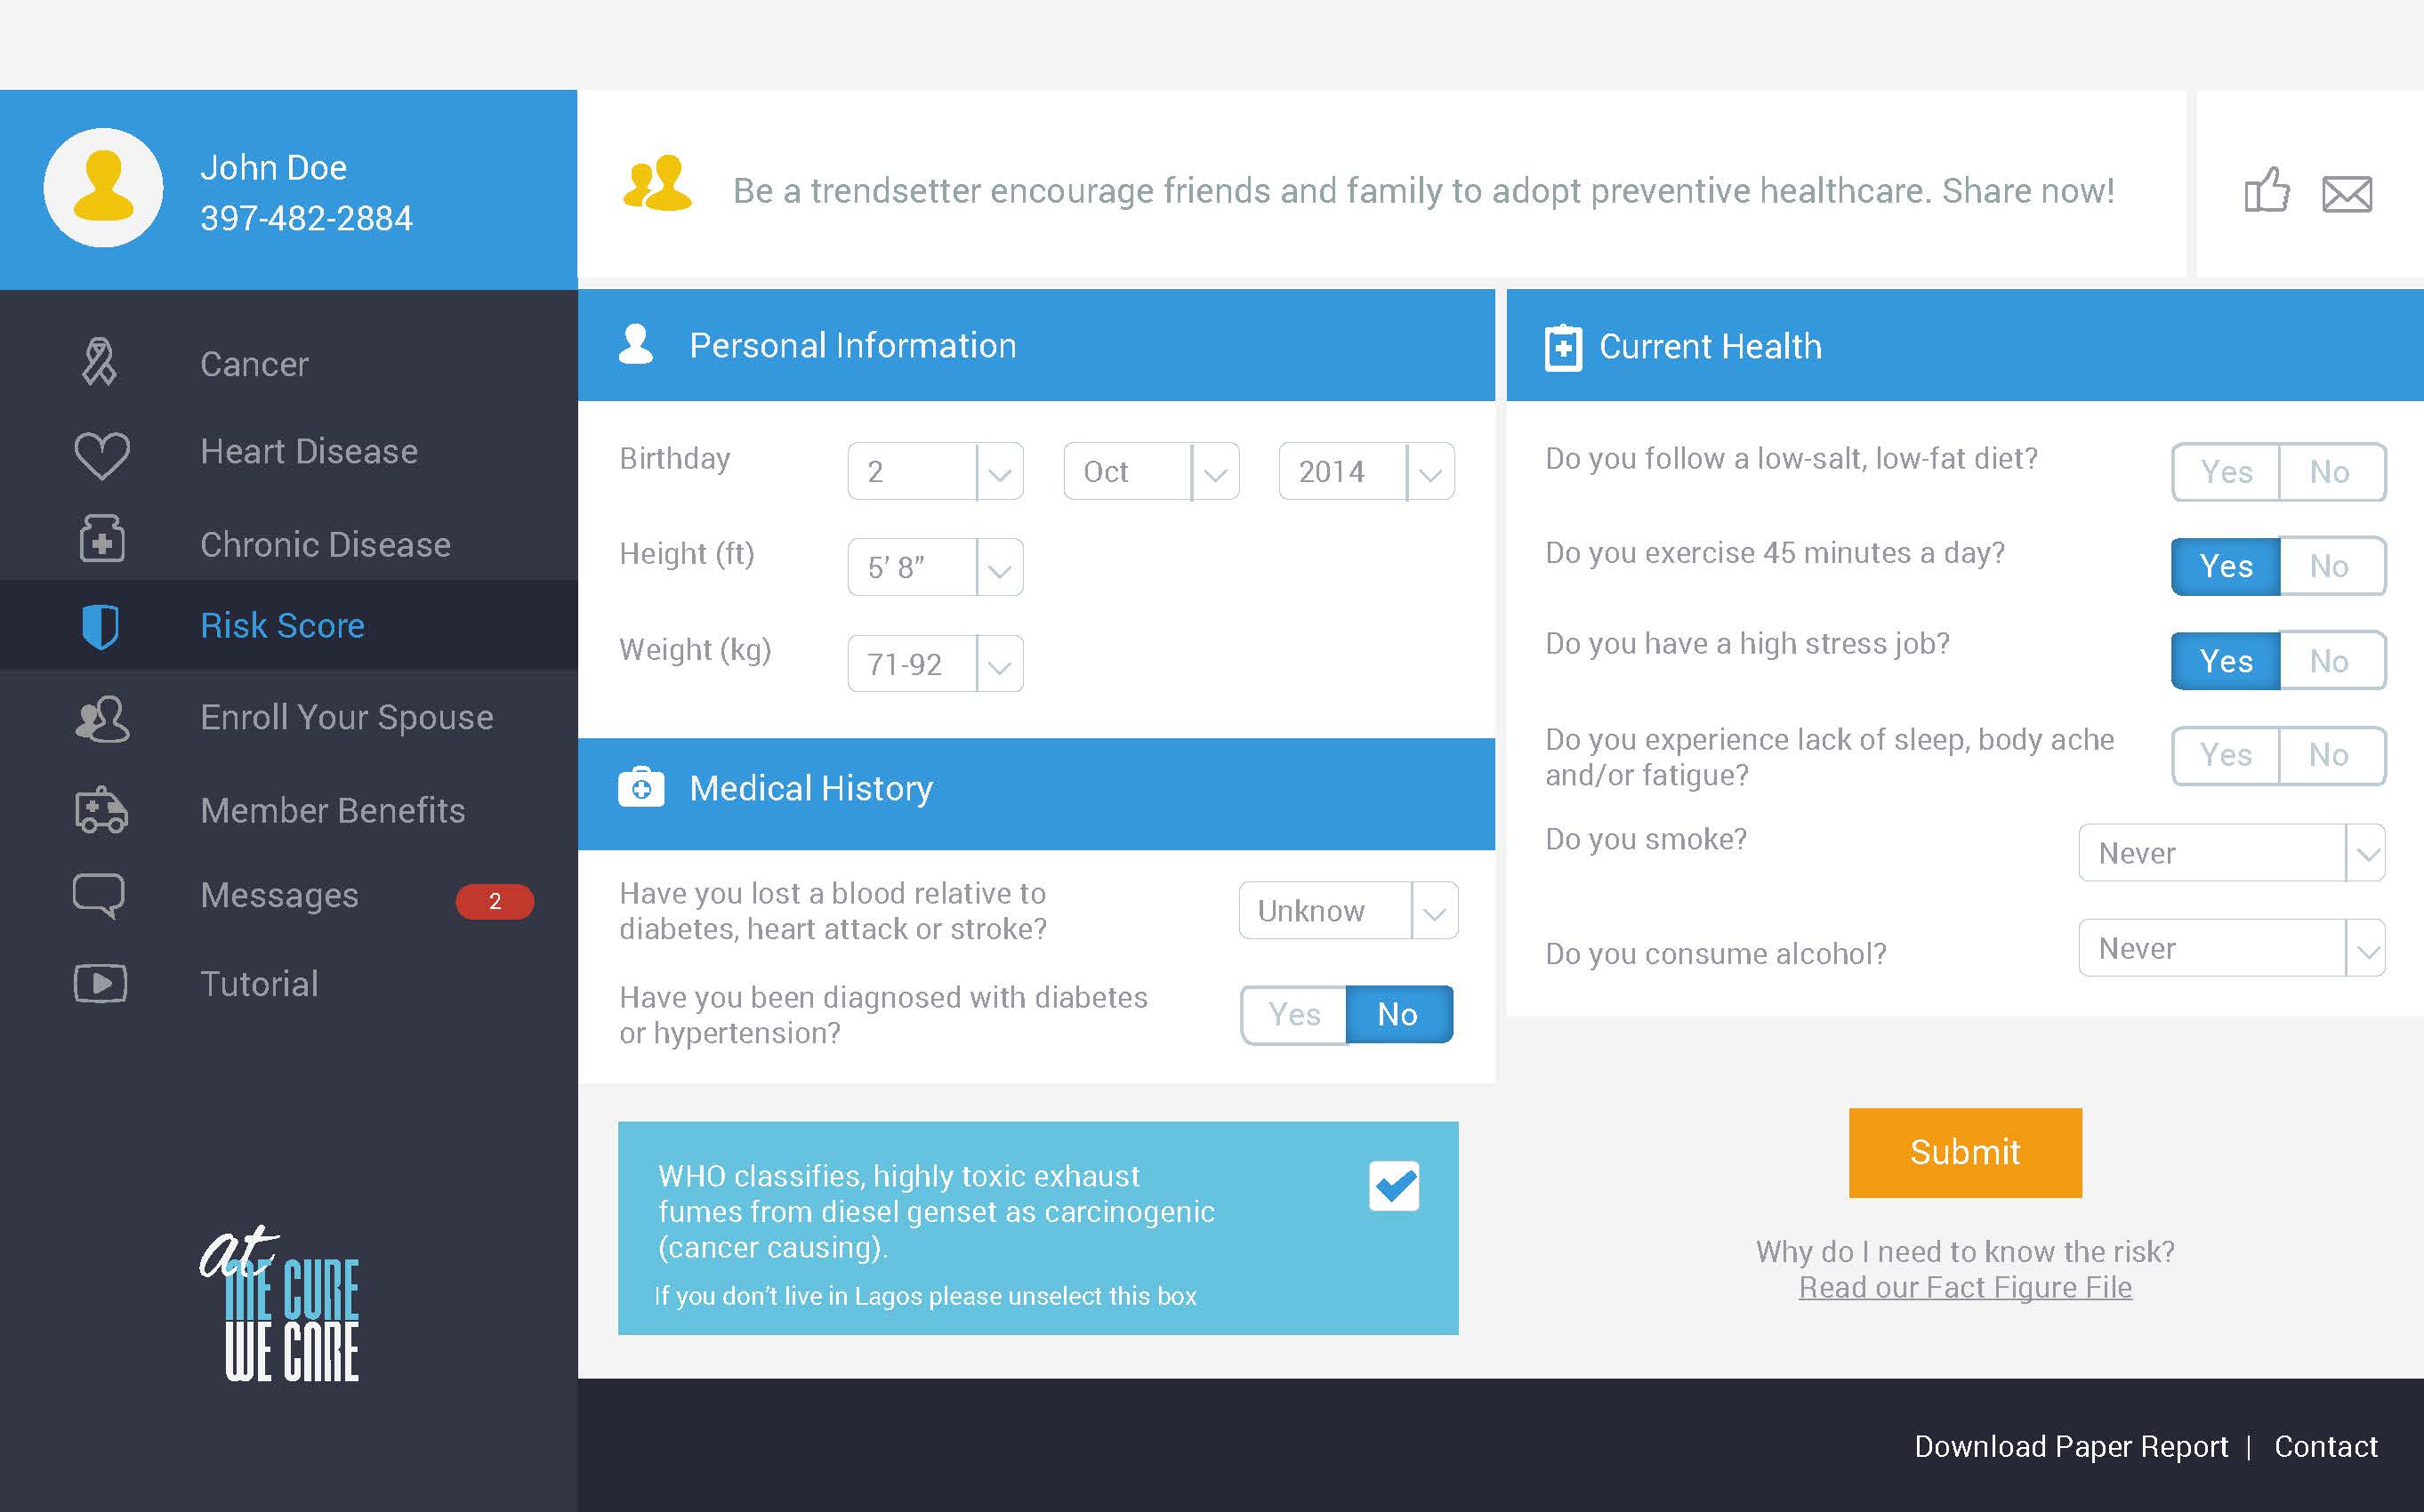 John Doe
397-482-2884
Be a trendsetter encourage friends and family to adopt preventive healthcare. Share now!
Cancer
Heart Disease
Chronic Disease
Risk Score
Enroll Your Spouse
Member Benefits
Messages 2
Tutorial
at
ME CURE
WE CARE
Personal Information
Birthday 2 Oct 2014
Height (ft) 5’ 8”
Weight (kg) 71-92
Medical History
Have you lost a blood relative to
diabetes, heart attack or stroke?
Unknow
Have you been diagnosed with diabetes
or hypertension?
Yes No
WHO classifies, highly toxic exhaust
fumes from diesel genset as carcinogenic
(cancer causing).
If you don’t live in Lagos please unselect this box
Current Health
Do you follow a low-salt, low-fat diet? Yes No
Do you exercise 45 minutes a day? Yes No
Do you have a high stress job? Yes No
Do you experience lack of sleep, body ache
and/or fatigue?
Yes No
Do you smoke? Never
Do you consume alcohol? Never
Submit
Why do I need to know the risk?
Read our Fact Figure File
Download Paper Report | Contact